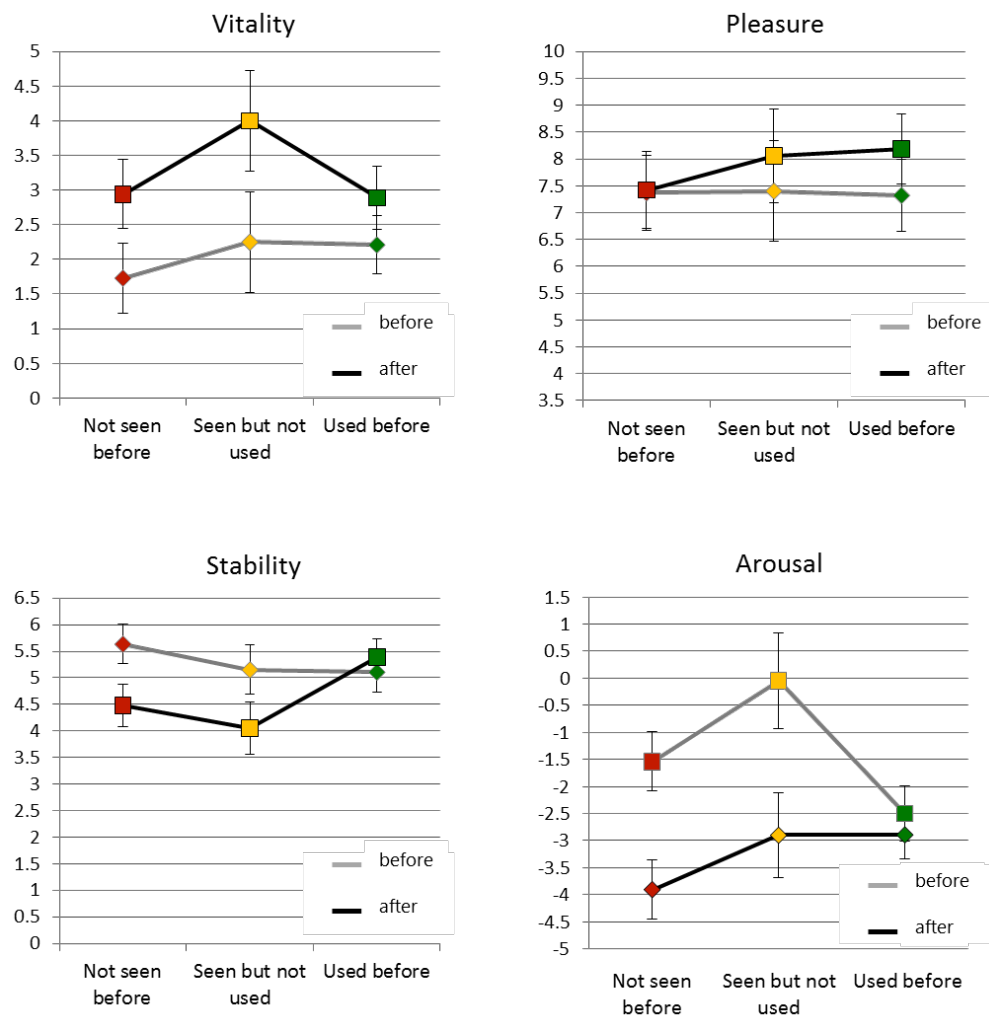 Vitality
5
4.5
4
3.5
3
2.5
2
1.5
1
0.5
0
before
after
Not seen before
Seen but not used
Used before
Pleasure
10
9.5
9
8.5
8
7.5
7
6.5
6
5.5
5
4.5
4
3.5
before
after
Not seen before
Seen but not used
Used before
Stability
6.5
6
5.5
5
4.5
4
3.5
3
2.5
2
1.5
1
0.5
0
before
after
Not seen before
Seen but not used
Used before
Arousal
1.5
1
0.5
0
-0.5
-1
-1.5
-2
-2.5
-3
-3.5
-4
-4.5
-5
before
after
Not seen before
Seen but not used
Used before